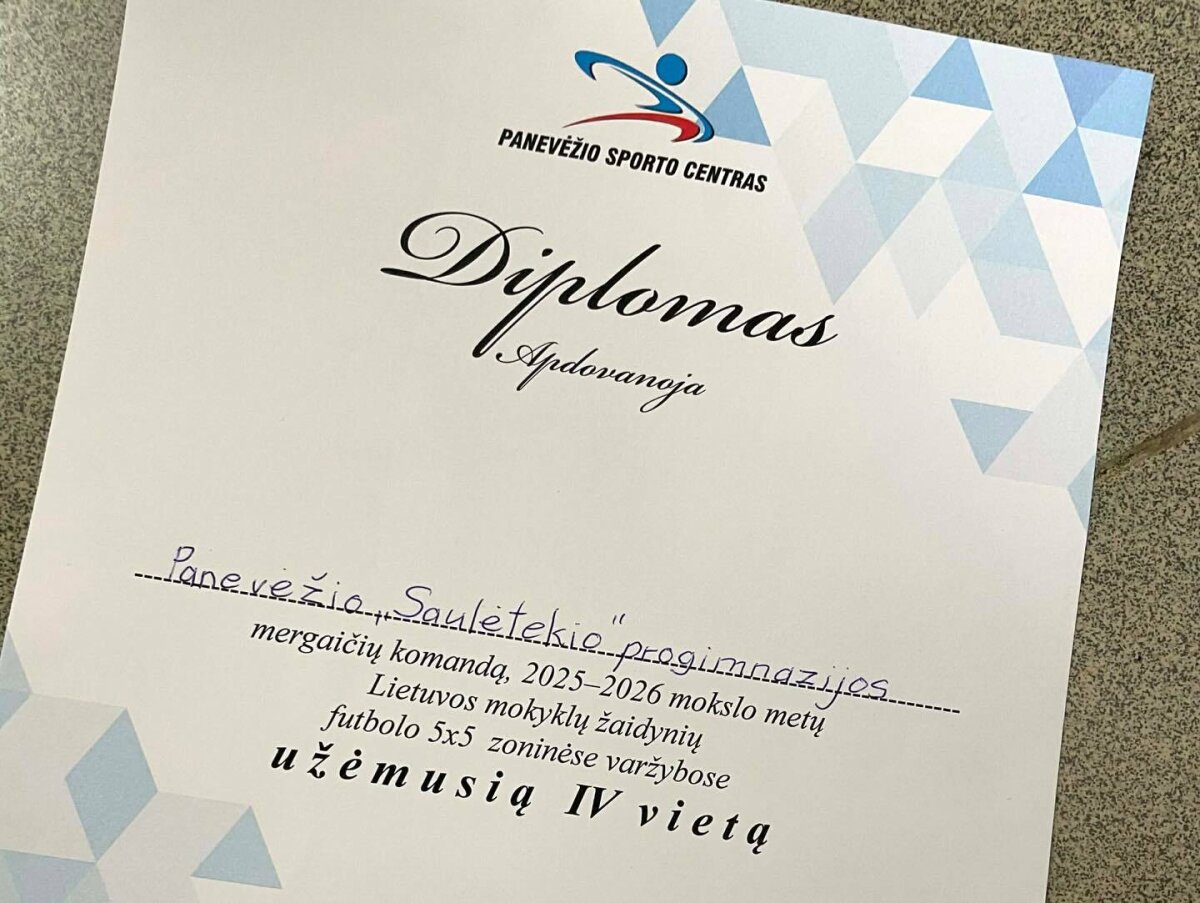 PANEVĖŽIO SPORTO CENTRAS
Diplomas
Apdovanoja
Panevėžio „Saulėtekio" progimnazijos
mergaičių komandą, 2025–2026 mokslo metų
Lietuvos mokyklų žaidynių
futbolo 5x5 zoninėse varžybose
užėmusią IV vietą